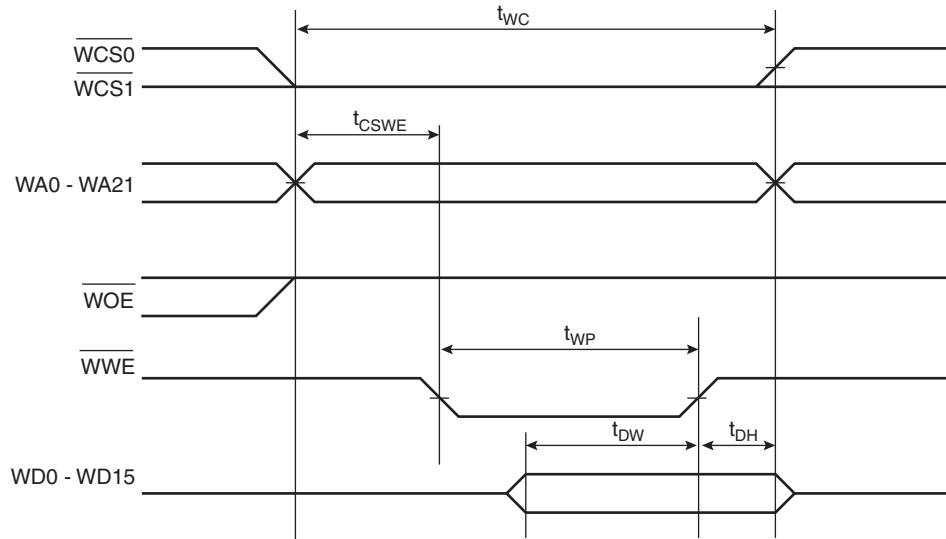 tWC
WCS0
WCS1
tCSWE
WA0 - WA21
WOE
tWP
WWE
tDW
tDH
WD0 - WD15